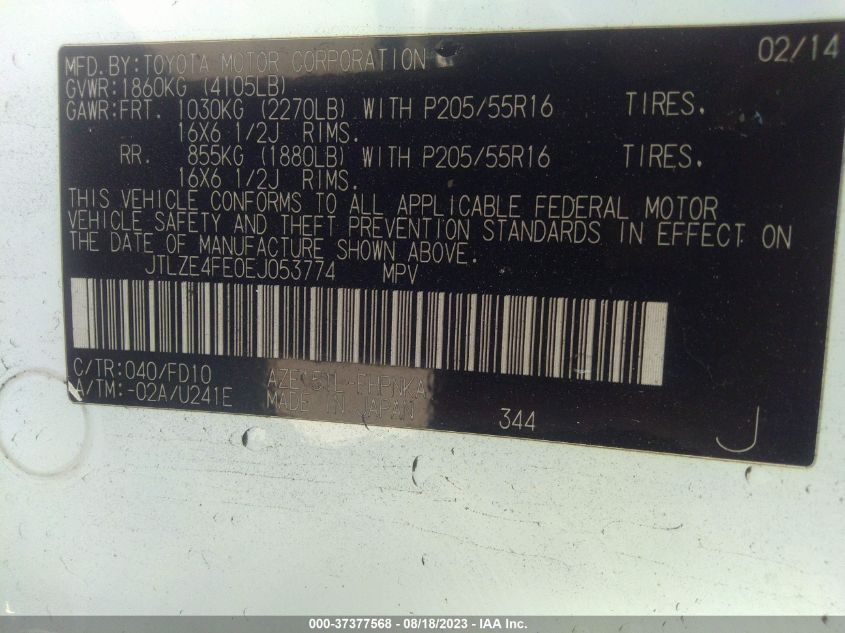 02/14
MFD.BY:TOYOTA MOTOR CORPORATION
GVWR:1860KG (4105LB)
GAWR:FRT. 1030KG (2270LB) WITH P205/55R16 TIRES.
16X6 1/2J RIMS.
RR. 855KG (1880LB) WITH P205/55R16 TIRES.
16X6 1/2J RIMS.
THIS VEHICLE CONFORMS TO ALL APPLICABLE FEDERAL MOTOR
VEHICLE SAFETY AND THEFT PREVENTION STANDARDS IN EFFECT ON
THE DATE OF MANUFACTURE SHOWN ABOVE.
JTLZE4FE0EJ053774 MPV
C/TR:040/FD10
A/TM:-02A/U241E MADE IN JAPAN 344 J
000-37377568 - 08/18/2023 - IAA Inc.